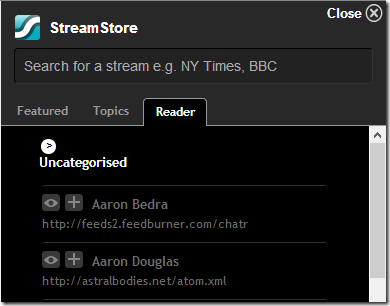 Close
StreamStore
Search for a stream e.g. NY Times, BBC
Featured Topics Reader
>
Uncategorised
Aaron Bedra
http://feeds2.feedburner.com/chatr
Aaron Douglas
http://astralbodies.net/atom.xml